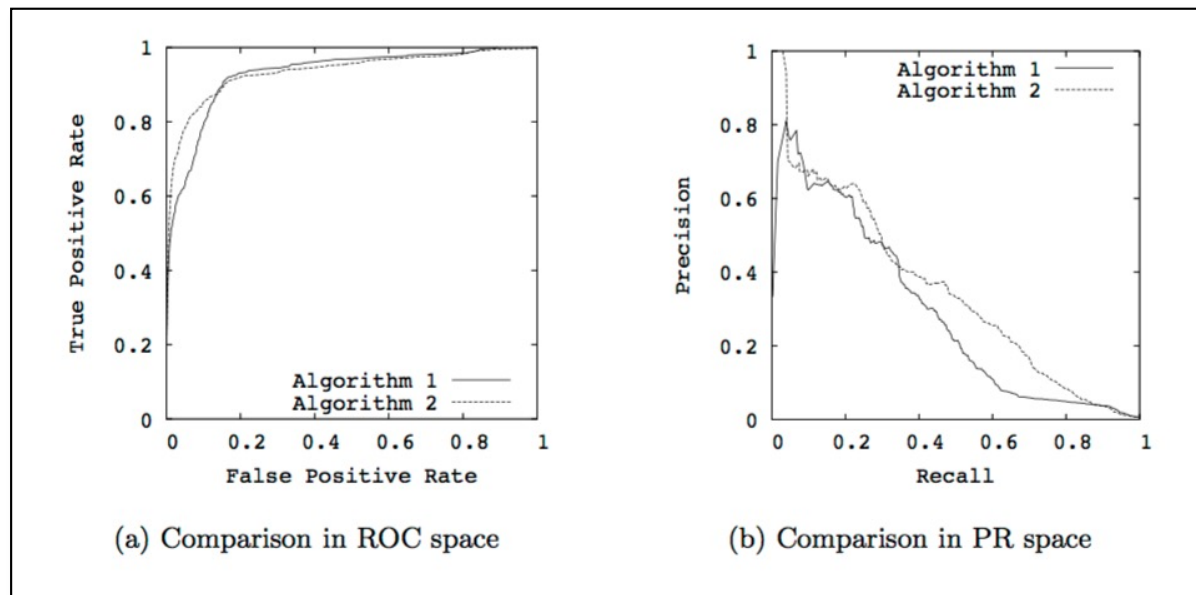 1
0.8
0.6
0.4
0.2
0
True Positive Rate
Algorithm 1
Algorithm 2
0 0.2 0.4 0.6 0.8 1
False Positive Rate
(a) Comparison in ROC space
1
0.8
0.6
0.4
0.2
0
Precision
Algorithm 1
Algorithm 2
0 0.2 0.4 0.6 0.8 1
Recall
(b) Comparison in PR space